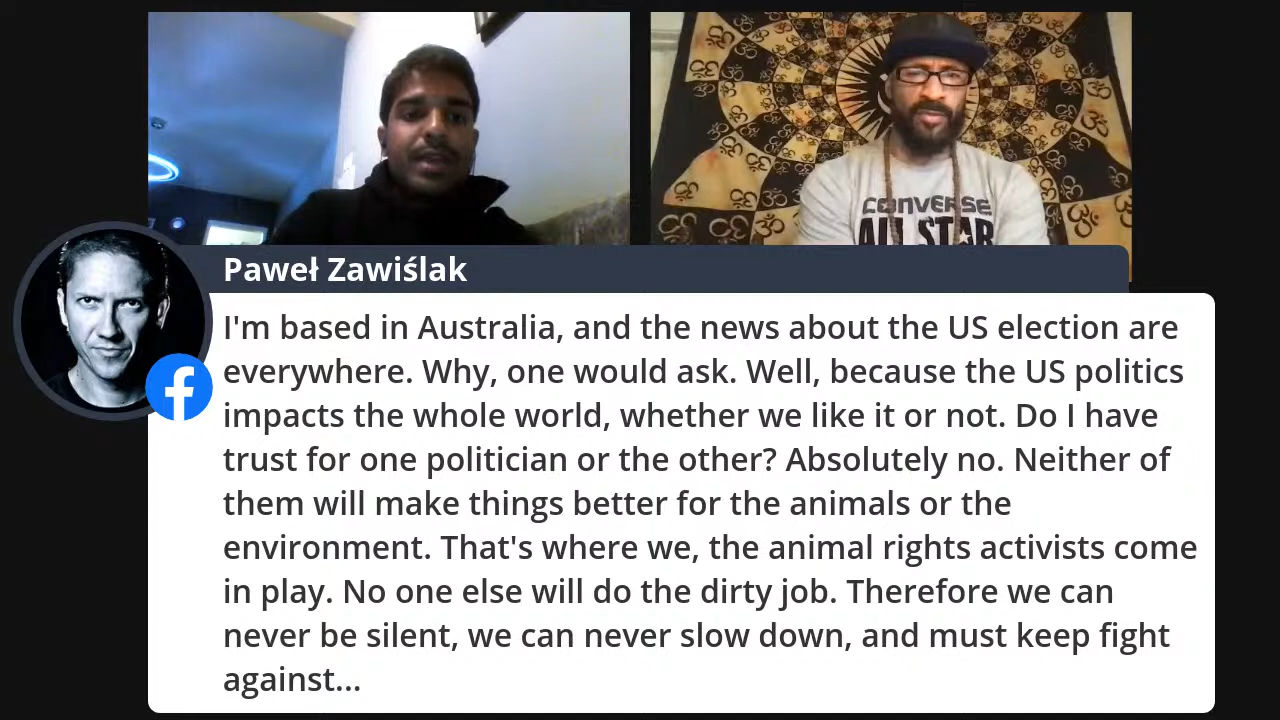 CONVERSE
ALL STAR
Paweł Zawiślak
I'm based in Australia, and the news about the US election are
everywhere. Why, one would ask. Well, because the US politics
impacts the whole world, whether we like it or not. Do I have
trust for one politician or the other? Absolutely no. Neither of
them will make things better for the animals or the
environment. That's where we, the animal rights activists come
in play. No one else will do the dirty job. Therefore we can
never be silent, we can never slow down, and must keep fight
against...